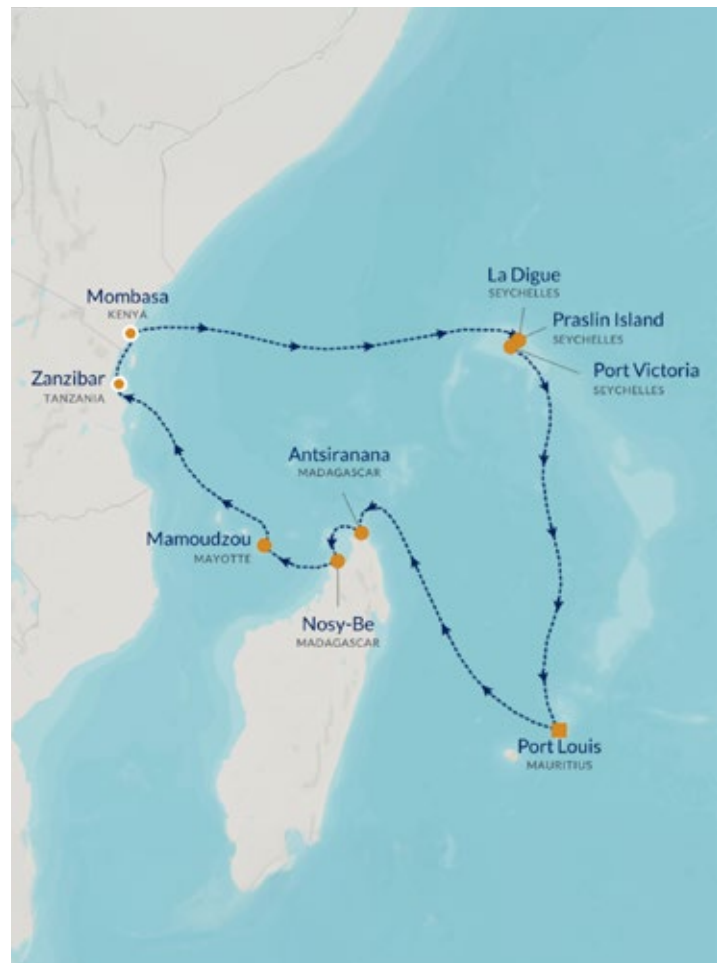 La Digue
SEYCHELLES
Mombasa
KENYA
Praslin Island
SEYCHELLES
Port Victoria
SEYCHELLES
Zanzibar
TANZANIA
Antsiranana
MADAGASCAR
Mamoudzou
MAYOTTE
Nosy-Be
MADAGASCAR
Port Louis
MAURITIUS